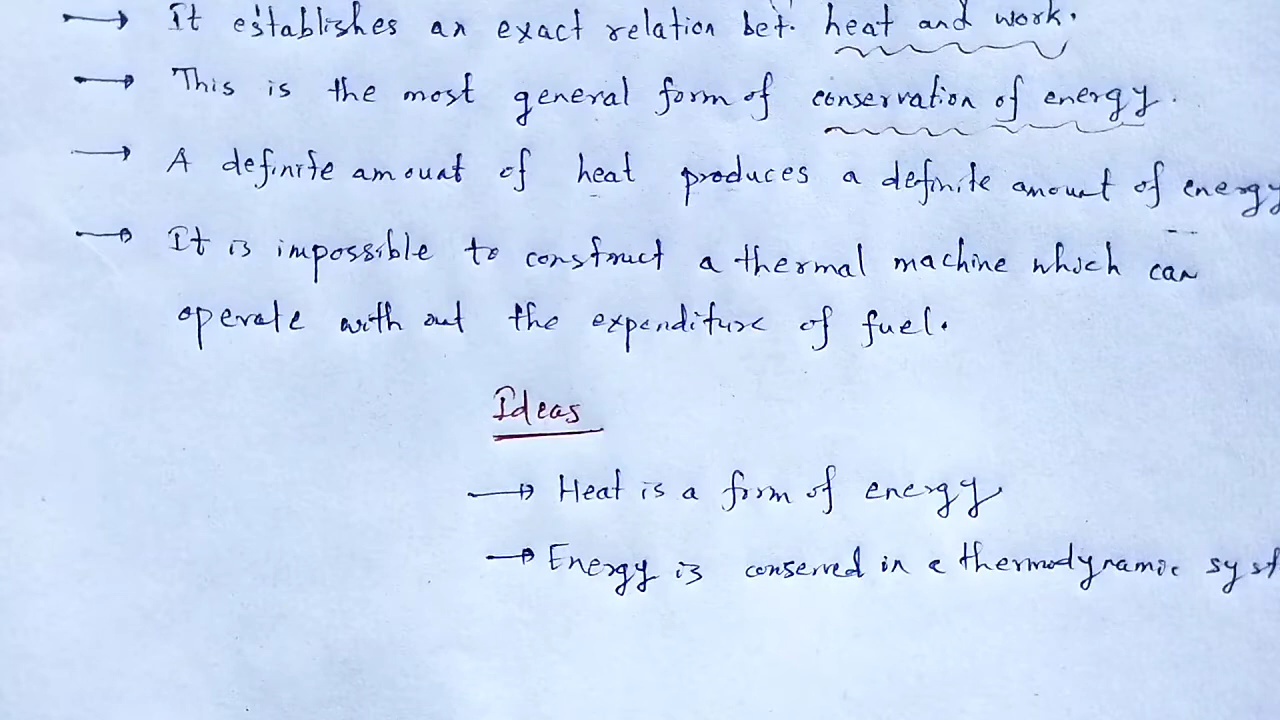 → It establishes an exact relation bet. heat and work.
→ This is the most general form of conservation of energy.
→ A definite amount of heat produces a definite amount of energy
→ It is impossible to construct a thermal machine which can
operate with out the expenditure of fuel.
Ideas
→ Heat is a form of energy
→ Energy is conserved in a thermodynamic syst